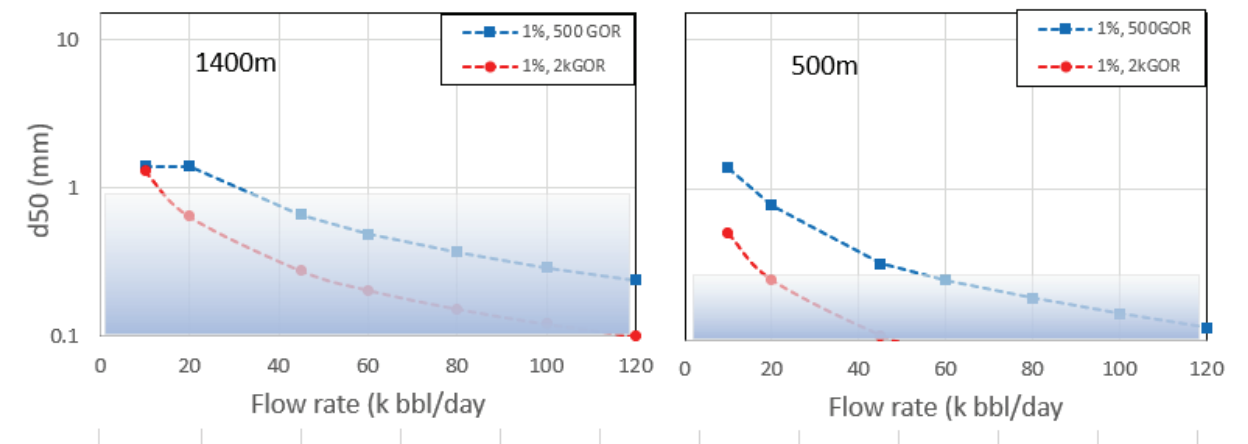 10
1
0.1
d50 (mm)
1400m
1%, 500 GOR
1%, 2kGOR
0 20 40 60 80 100 120
Flow rate (k bbl/day
500m
1%, 500GOR
1%, 2kGOR
0 20 40 60 80 100 120
Flow rate (k bbl/day